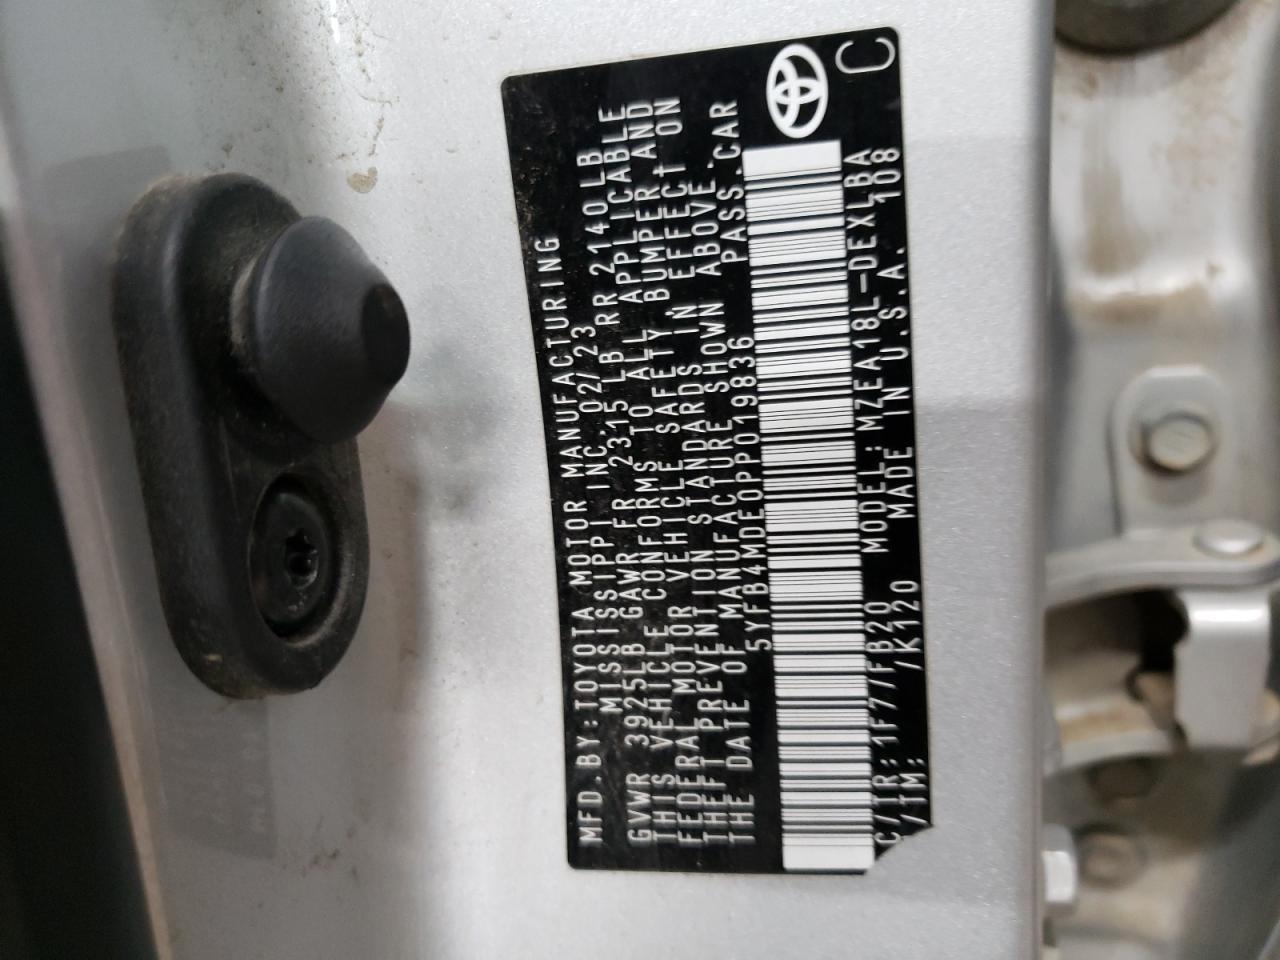 MFD.BY:TOYOTA MOTOR MANUFACTURING
MISSISSIPPI INC. 02/23
GVWR 3925LB GAWR FR 2315 LB RR 2140LB
THIS VEHICLE CONFORMS TO ALL APPLICABLE
FEDERAL MOTOR VEHICLE SAFETY, BUMPER, AND
THEFT PREVENTION STANDARDS IN EFFECT ON
THE DATE OF MANUFACTURE SHOWN ABOVE.
5YFB4MDE0PP019836 PASS.CAR
C/TR:1F7/FB20 MODEL:MZEA18L-DEXLBA
/TM: /K120 MADE IN U.S.A. 108
C